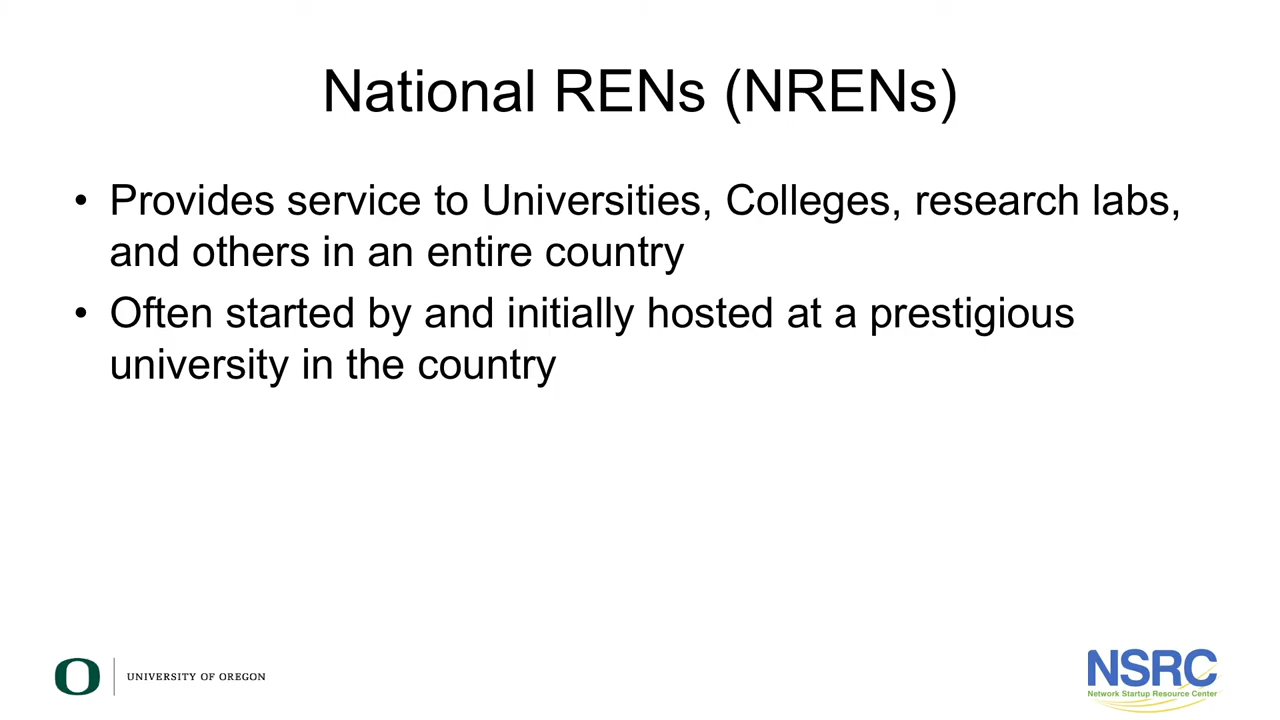 National RENs (NRENs)
• Provides service to Universities, Colleges, research labs,
and others in an entire country
• Often started by and initially hosted at a prestigious
university in the country
O UNIVERSITY OF OREGON
NSRC
Network Startup Resource Center